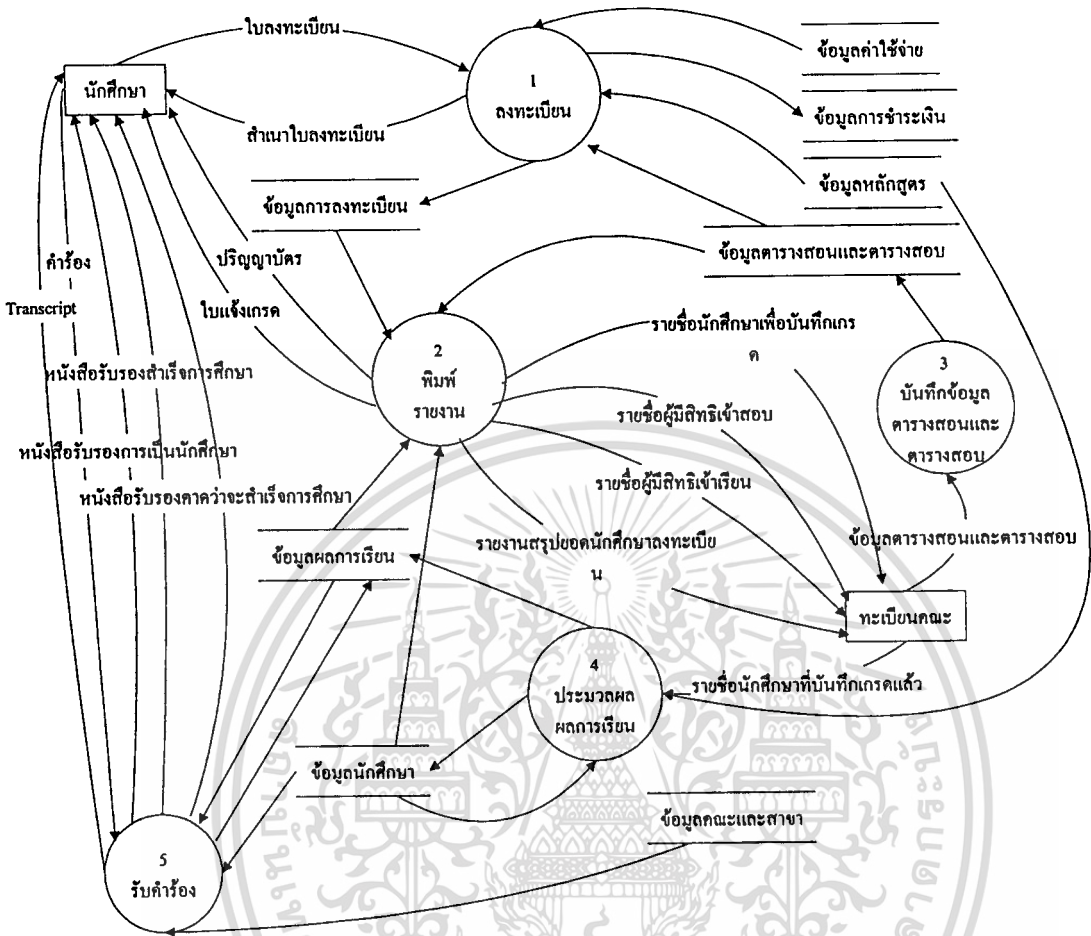 ใบลงทะเบียน
ข้อมูลค่าใช้จ่าย
นักศึกษา
1
ลงทะเบียน
ข้อมูลการชำระเงิน
สำเนาใบลงทะเบียน
ข้อมูลหลักสูตร
ข้อมูลการลงทะเบียน
ข้อมูลตารางสอนและตารางสอบ
คำร้อง
ปริญญาบัตร
Transcript
ใบแจ้งเกรด
รายชื่อนักศึกษาเพื่อบันทึกเกร
ด
2
พิมพ์
รายงาน
3
บันทึกข้อมูล
ตารางสอนและ
ตารางสอบ
หนังสือรับรองสำเร็จการศึกษา
รายชื่อผู้มีสิทธิเข้าสอบ
หนังสือรับรองการเป็นนักศึกษา
รายชื่อผู้มีสิทธิเข้าเรียน
หนังสือรับรองคาดว่าจะสำเร็จการศึกษา
รายงานสรุปยอดนักศึกษาลงทะเบีย
น
ข้อมูลตารางสอนและตารางสอบ
ข้อมูลผลการเรียน
ทะเบียนคณะ
4
ประมวลผล
ผลการเรียน
รายชื่อนักศึกษาที่บันทึกเกรดแล้ว
ข้อมูลนักศึกษา
ข้อมูลคณะและสาขา
5
รับคำร้อง